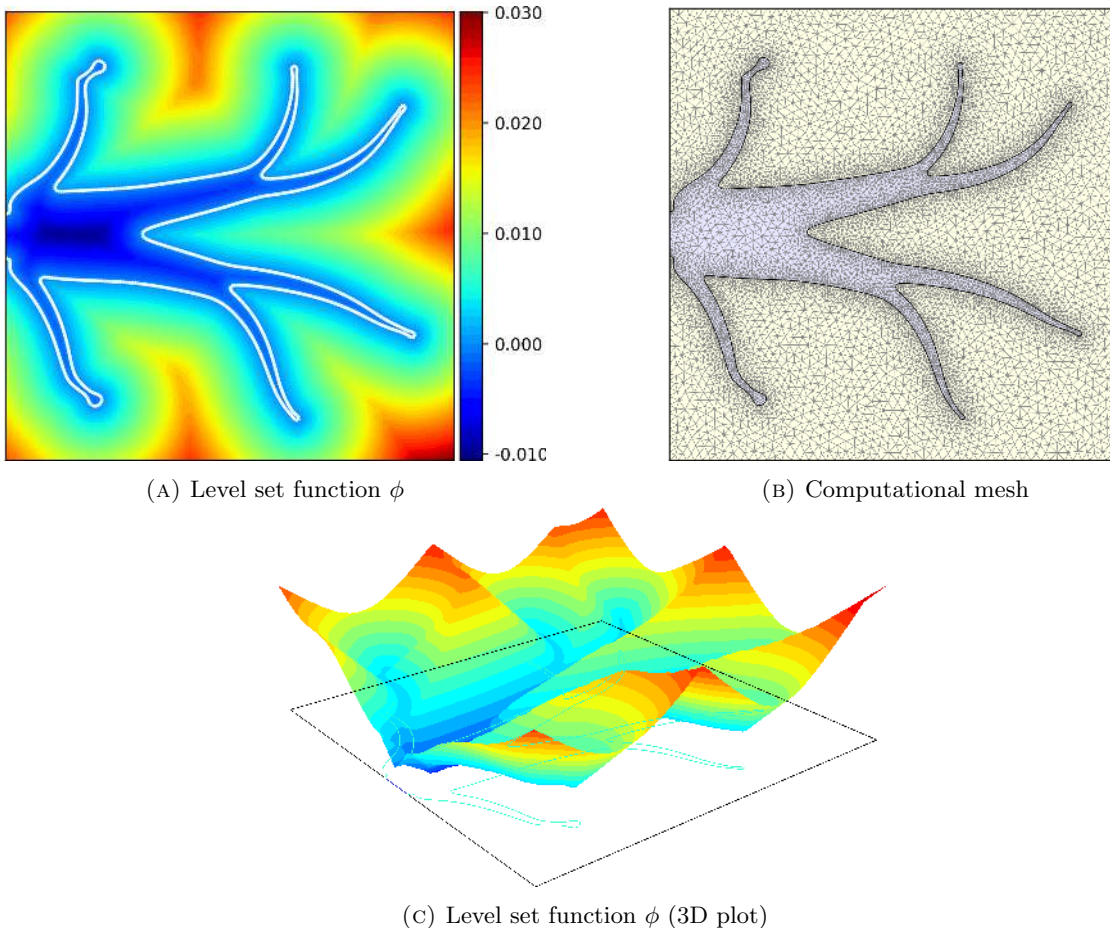 0.030
0.020
0.010
0.000
-0.010
(A) Level set function ϕ
(B) Computational mesh
(C) Level set function ϕ (3D plot)